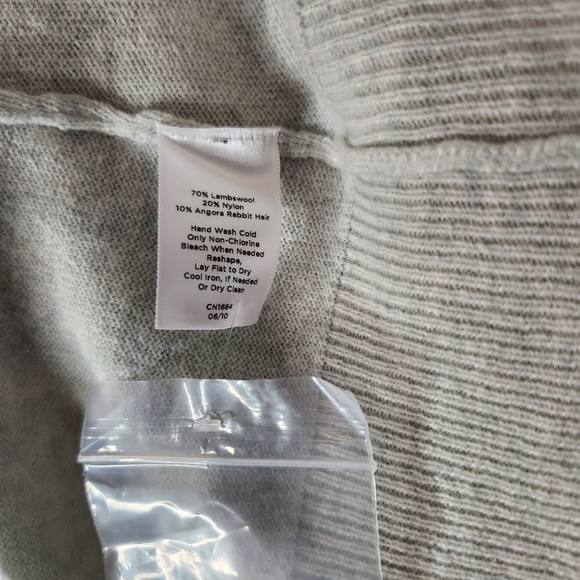 70% Lambswool
20% Nylon
10% Angora Rabbit Hair
Hand Wash Cold
Only Non-Chlorine
Bleach When Needed
Reshape,
Lay Flat to Dry
Cool Iron, if Needed
Or Dry Clean
CN1664
06/10